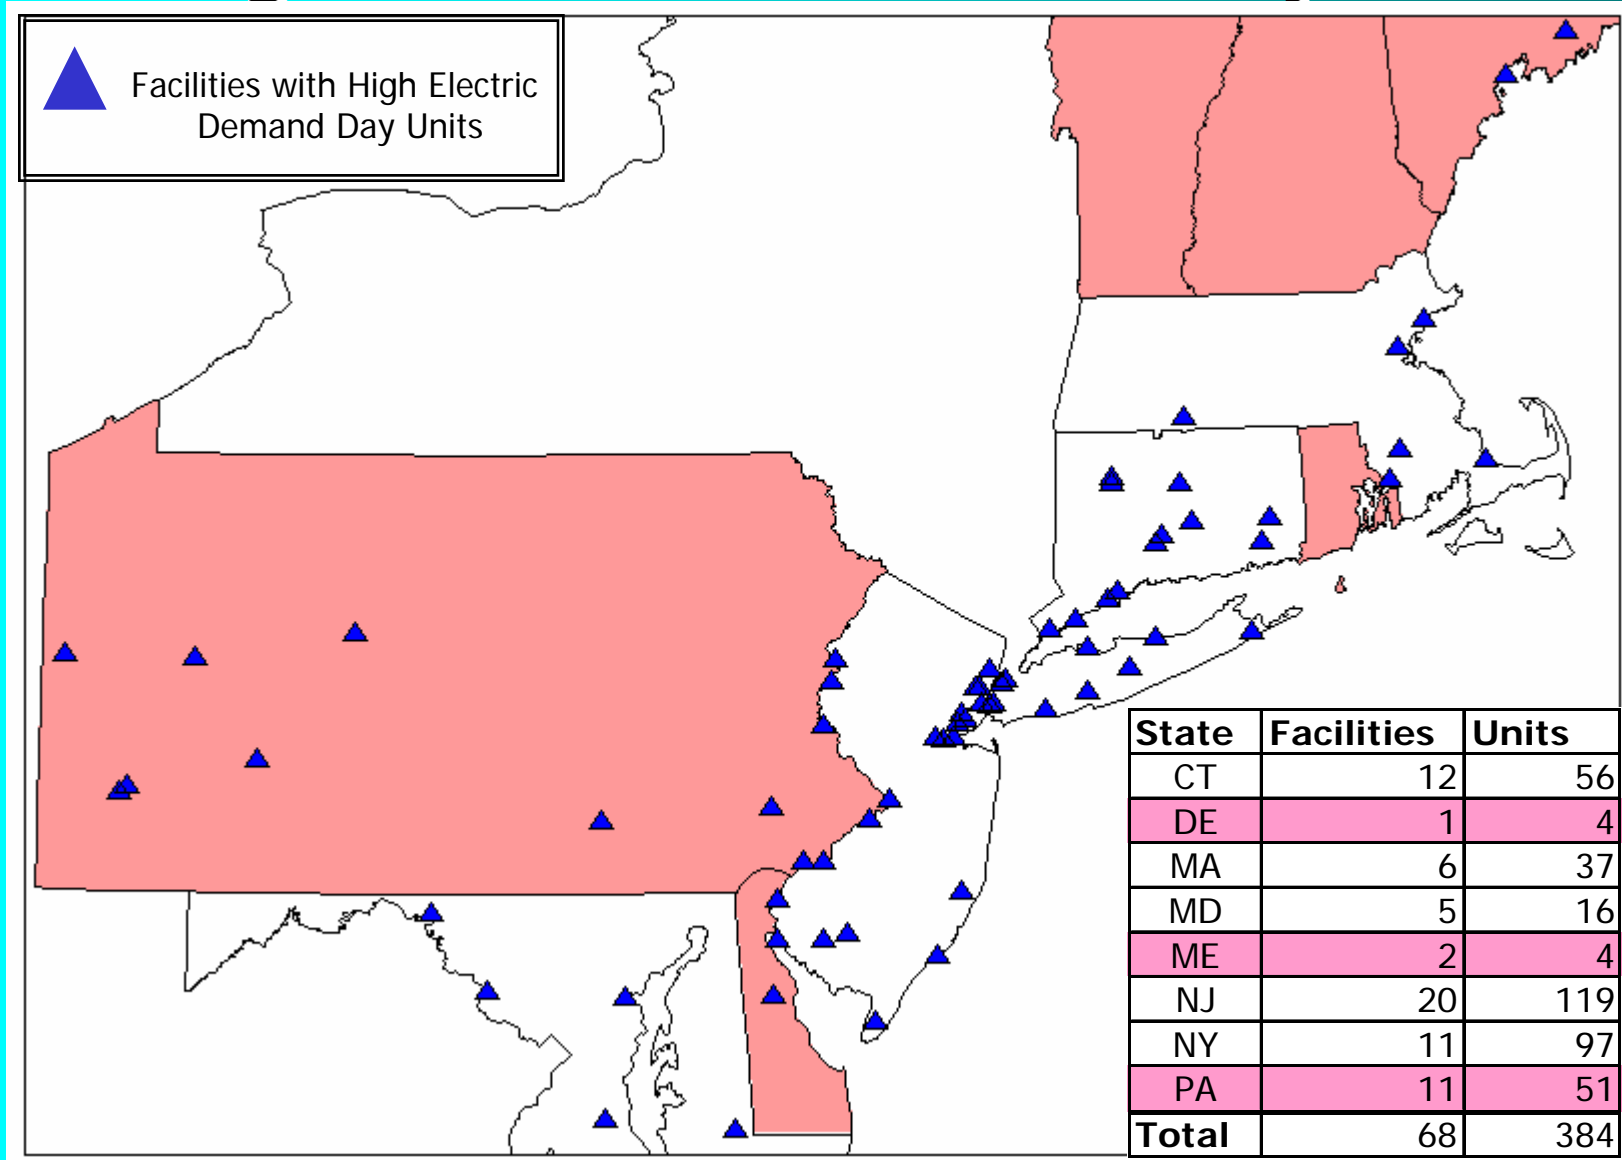 Facilities with High Electric
Demand Day Units
State Facilities Units
CT 12 56
DE 1 4
MA 6 37
MD 5 16
ME 2 4
NJ 20 119
NY 11 97
PA 11 51
Total 68 384